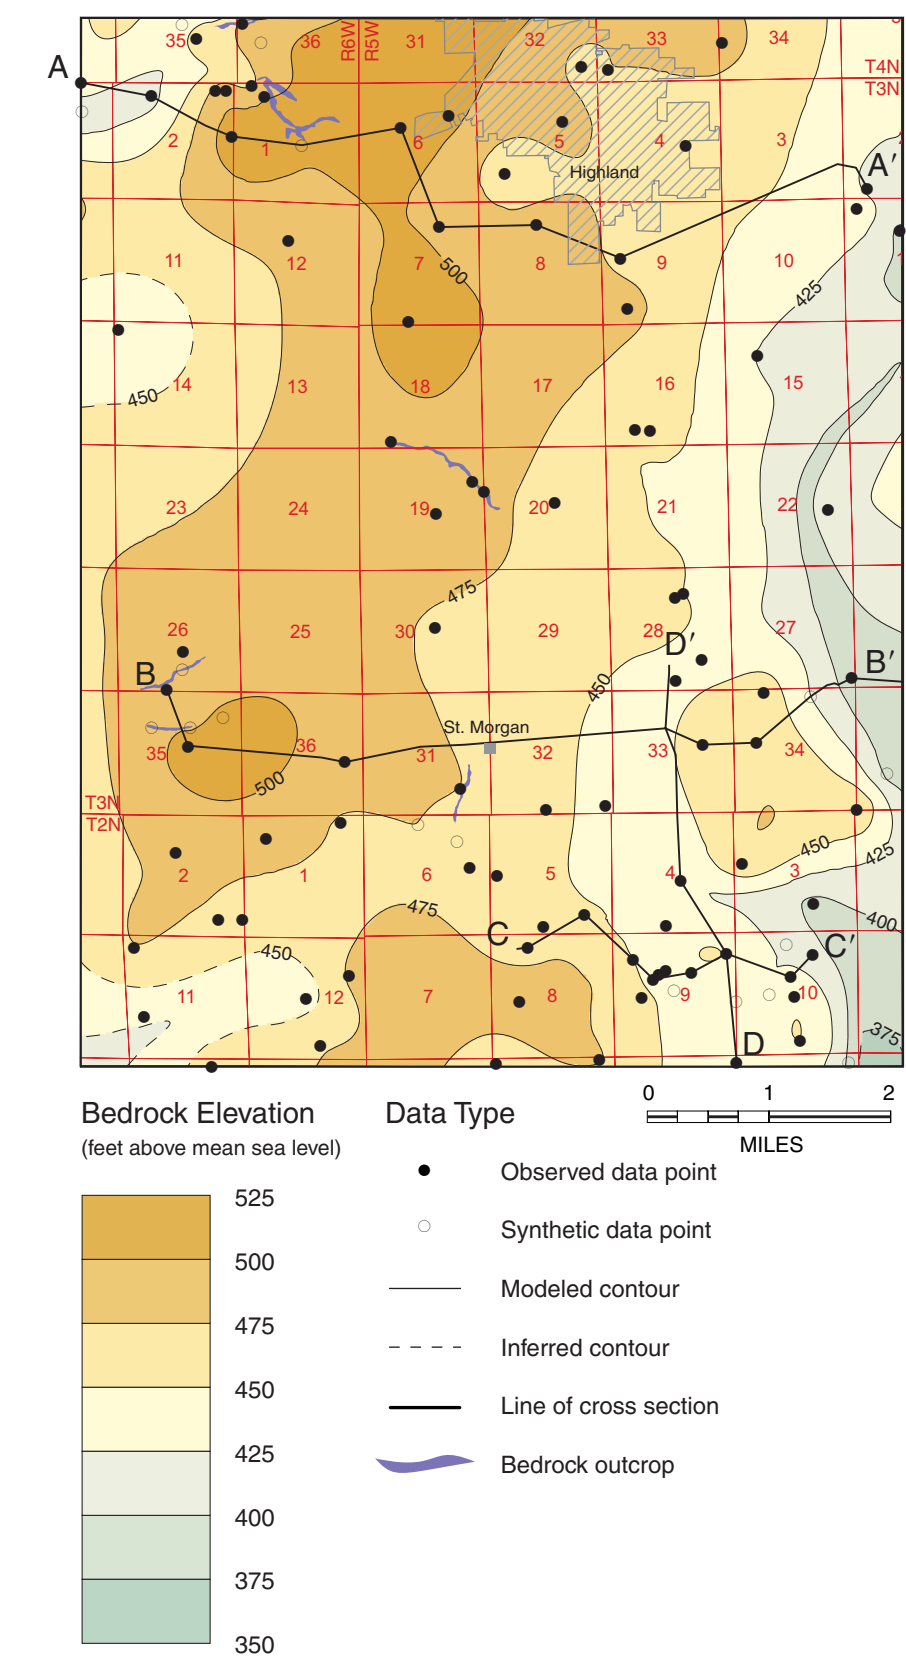 35 36 R6W R5W 31 32 33 34
A T4N
T3N
2 1 6 5 4 3 A′
Highland
11 12 7 8 9 10
500 425
14 13 18 17 16 15
450
23 24 19 20 21 22
475
26 25 30 29 28 27
D′
B B′
450
St. Morgan
35 36 31 32 33 34
500
T3N
T2N
450 425
2 1 6 5 4 3
475 400
C C′
450
11 12 7 8 9 10
375
D
0 1 2
MILES
Bedrock Elevation
(feet above mean sea level)
525
500
475
450
425
400
375
350
Data Type
Observed data point
Synthetic data point
Modeled contour
Inferred contour
Line of cross section
Bedrock outcrop